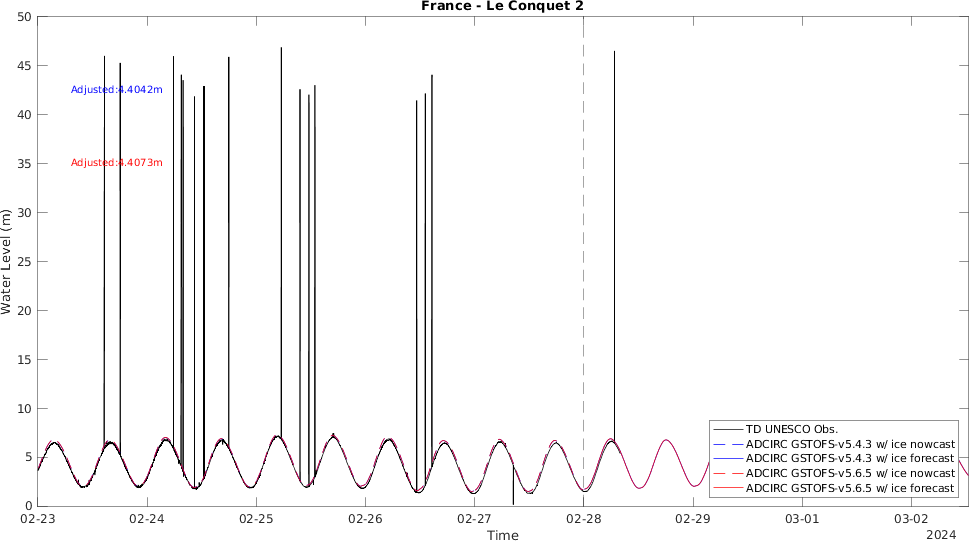 France - Le Conquet 2
50
45
40
35
30
25
20
15
10
5
0
Water Level (m)
Adjusted:4.4042m
Adjusted:4.4073m
TD UNESCO Obs.
ADCIRC GSTOFS-v5.4.3 w/ ice nowcast
ADCIRC GSTOFS-v5.4.3 w/ ice forecast
ADCIRC GSTOFS-v5.6.5 w/ ice nowcast
ADCIRC GSTOFS-v5.6.5 w/ ice forecast
02-23 02-24 02-25 02-26 02-27 02-28 02-29 03-01 03-02
Time
2024